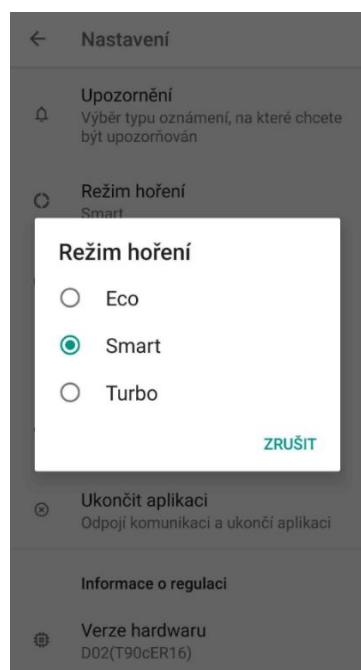 Nastavení
Upozornění
Výběr typu oznámení, na které chcete
být upozorňován
Režim hoření
Smart
Režim hoření
Eco
Smart
Turbo
ZRUŠIT
Ukončit aplikaci
Odpojí komunikaci a ukončí aplikaci
Informace o regulaci
Verze hardwaru
D02(T90cER16)